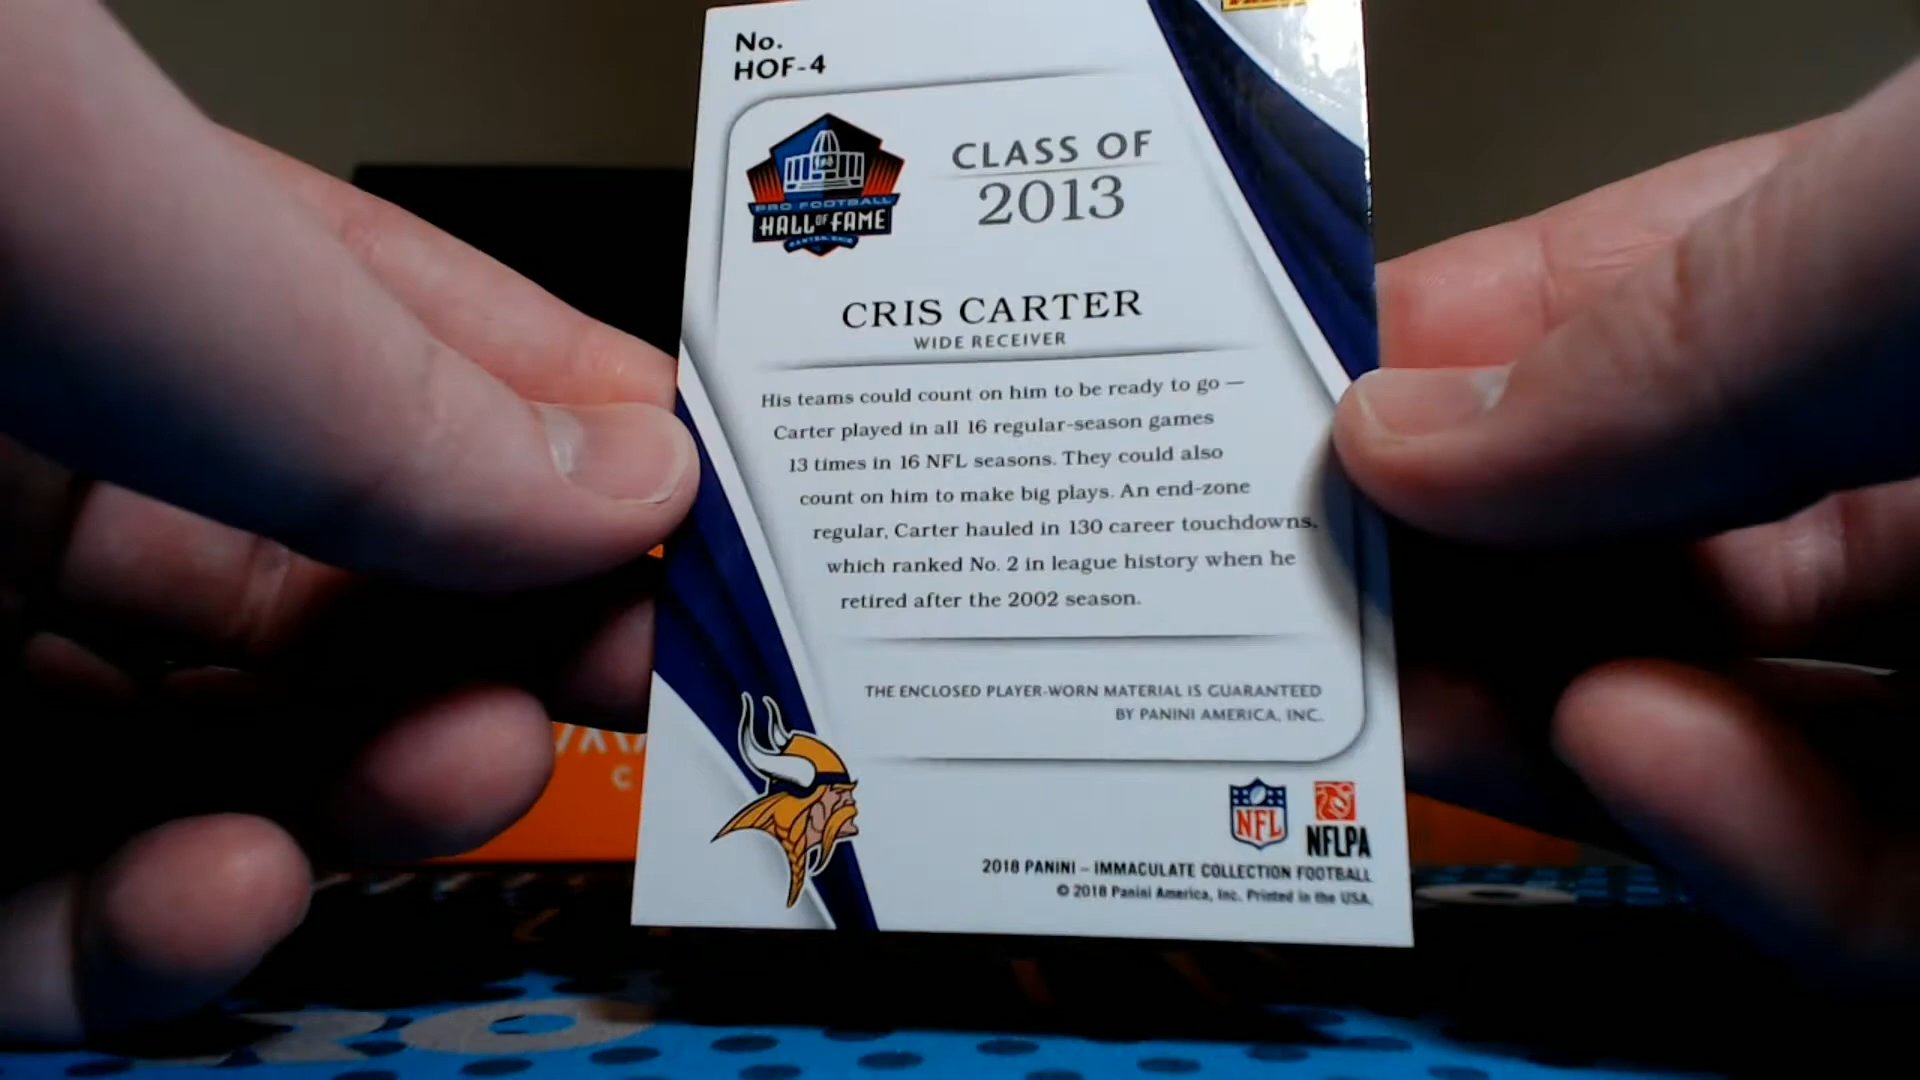 No.
HOF-4
PRO FOOTBALL
HALL OF FAME
CLASS OF
2013
CRIS CARTER
WIDE RECEIVER
His teams could count on him to be ready to go —
Carter played in all 16 regular-season games
13 times in 16 NFL seasons. They could also
count on him to make big plays. An end-zone
regular, Carter hauled in 130 career touchdowns,
which ranked No. 2 in league history when he
retired after the 2002 season.
THE ENCLOSED PLAYER-WORN MATERIAL IS GUARANTEED
BY PANINI AMERICA, INC.
NFL
NFLPA
2018 PANINI – IMMACULATE COLLECTION FOOTBALL
© 2018 Panini America, Inc. Printed in the USA.